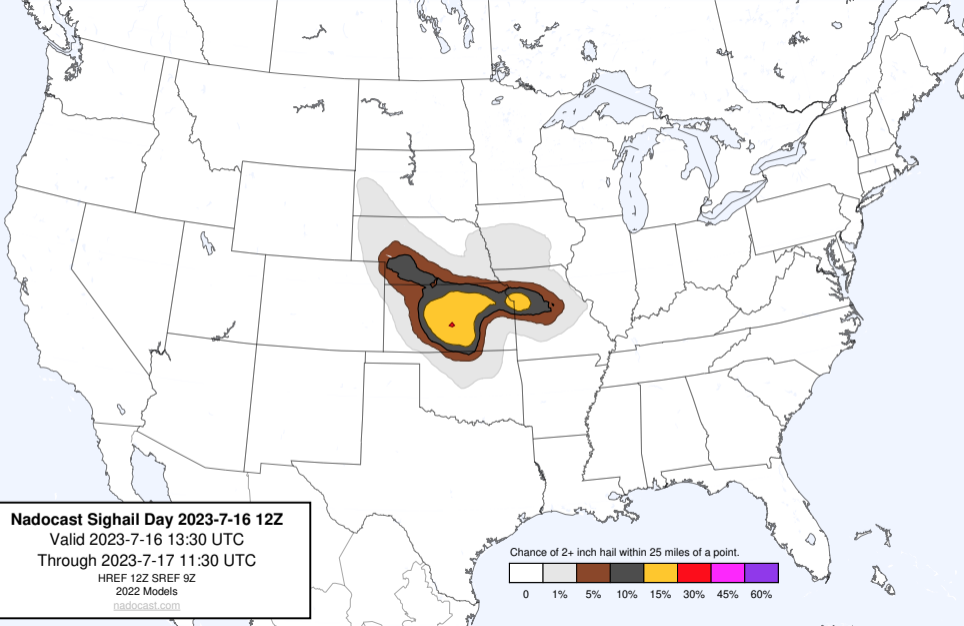 Nadocast Sighail Day 2023-7-16 12Z
Valid 2023-7-16 13:30 UTC
Through 2023-7-17 11:30 UTC
HREF 12Z SREF 9Z
2022 Models
nadocast.com
Chance of 2+ inch hail within 25 miles of a point.
0 1% 5% 10% 15% 30% 45% 60%